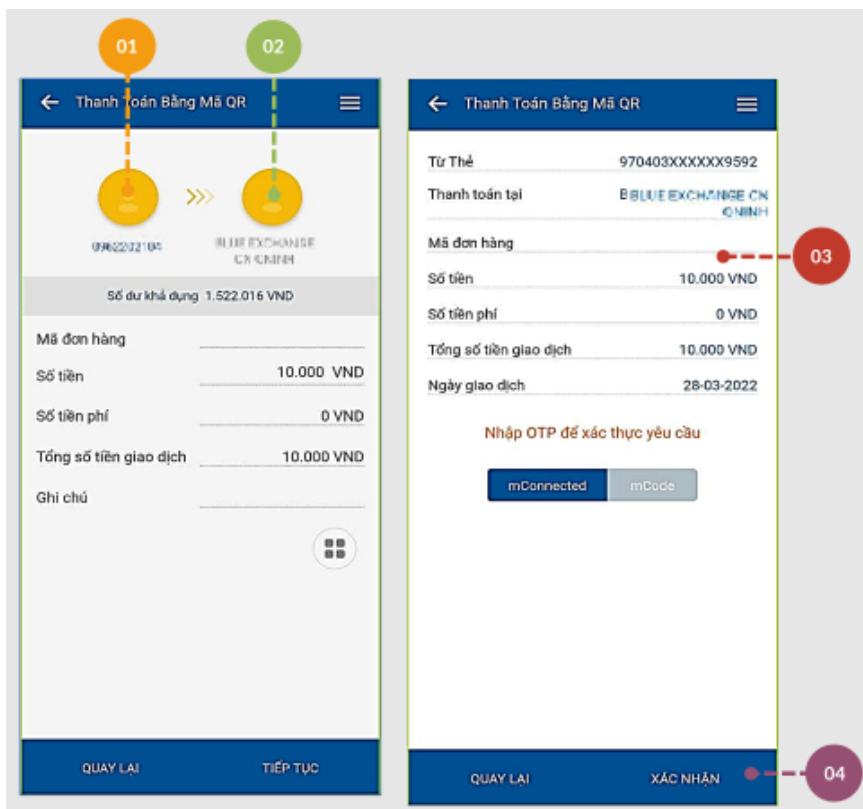 01
02
Thanh Toán Bằng Mã QR
0962202104
BLUE EXCHANGE
CN QNINH
Số dư khả dụng 1.522.016 VND
Mã đơn hàng
Số tiền 10.000 VND
Số tiền phí 0 VND
Tổng số tiền giao dịch 10.000 VND
Ghi chú
QUAY LẠI TIẾP TỤC
Thanh Toán Bằng Mã QR
Từ Thẻ 970403XXXXXX9592
Thanh toán tại BLUE EXCHANGE CN
QNINH
Mã đơn hàng
03
Số tiền 10.000 VND
Số tiền phí 0 VND
Tổng số tiền giao dịch 10.000 VND
Ngày giao dịch 28-03-2022
Nhập OTP để xác thực yêu cầu
mConnected mCode
QUAY LẠI XÁC NHẬN
04